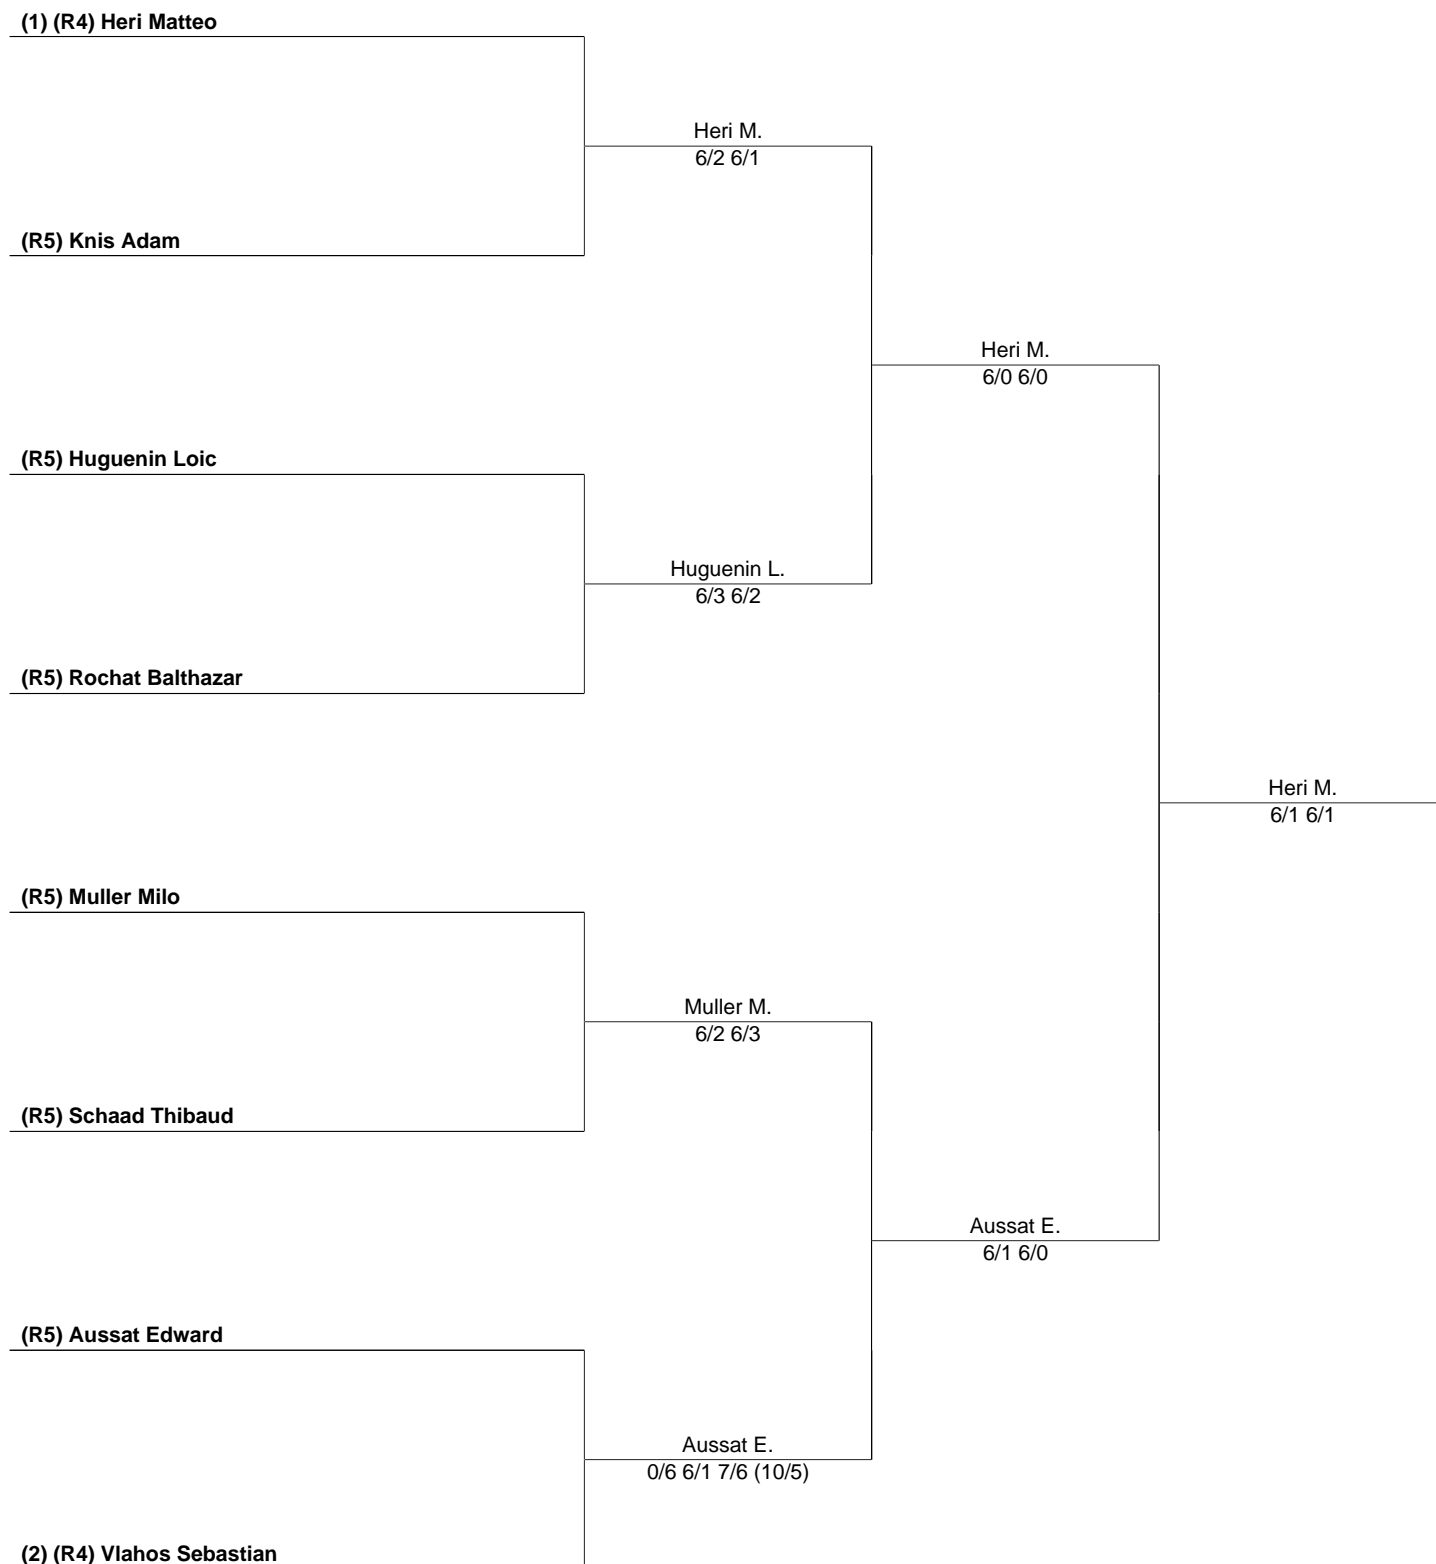 (1) (R4) Heri Matteo
Heri M.
6/2 6/1
(R5) Knis Adam
Heri M.
6/0 6/0
(R5) Huguenin Loic
Huguenin L.
6/3 6/2
(R5) Rochat Balthazar
Heri M.
6/1 6/1
(R5) Muller Milo
Muller M.
6/2 6/3
(R5) Schaad Thibaud
Aussat E.
6/1 6/0
(R5) Aussat Edward
Aussat E.
0/6 6/1 7/6 (10/5)
(2) (R4) Vlahos Sebastian